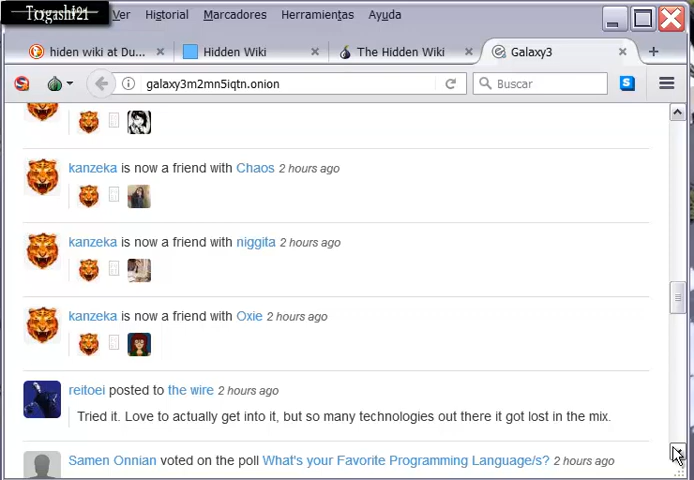 Togashi21
Ver Historial Marcadores Herramientas Ayuda
hiden wiki at Du... Hidden Wiki The Hidden Wiki Galaxy3
galaxy3m2mn5iqtn.onion Buscar
kanzeka is now a friend with Chaos 2 hours ago
kanzeka is now a friend with niggita 2 hours ago
kanzeka is now a friend with Oxie 2 hours ago
reitoei posted to the wire 2 hours ago
Tried it. Love to actually get into it, but so many technologies out there it got lost in the mix.
Samen Onnian voted on the poll What's your Favorite Programming Language/s? 2 hours ago